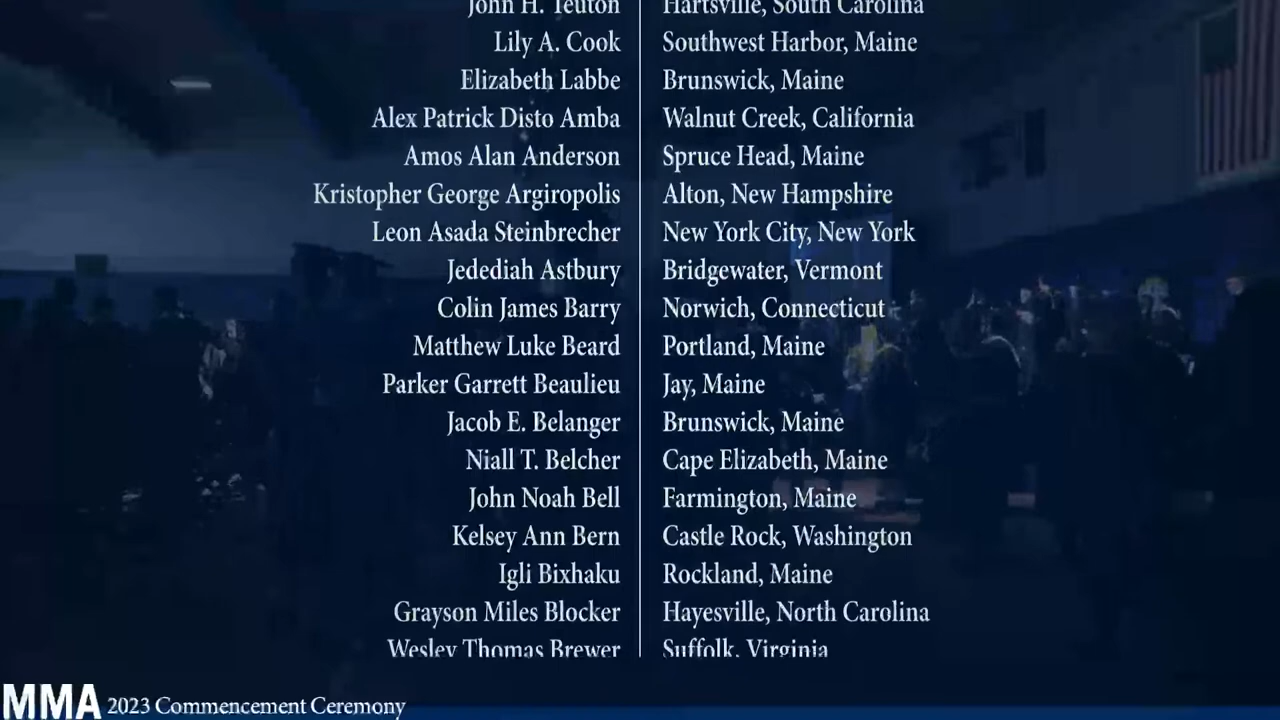 John H. Teuton Hartsville, South Carolina
Lily A. Cook Southwest Harbor, Maine
Elizabeth Labbe Brunswick, Maine
Alex Patrick Disto Amba Walnut Creek, California
Amos Alan Anderson Spruce Head, Maine
Kristopher George Argiropolis Alton, New Hampshire
Leon Asada Steinbrecher New York City, New York
Jedediah Astbury Bridgewater, Vermont
Colin James Barry Norwich, Connecticut
Matthew Luke Beard Portland, Maine
Parker Garrett Beaulieu Jay, Maine
Jacob E. Belanger Brunswick, Maine
Niall T. Belcher Cape Elizabeth, Maine
John Noah Bell Farmington, Maine
Kelsey Ann Bern Castle Rock, Washington
Igli Bixhaku Rockland, Maine
Grayson Miles Blocker Hayesville, North Carolina
Wesley Thomas Brewer Suffolk, Virginia
MMA 2023 Commencement Ceremony